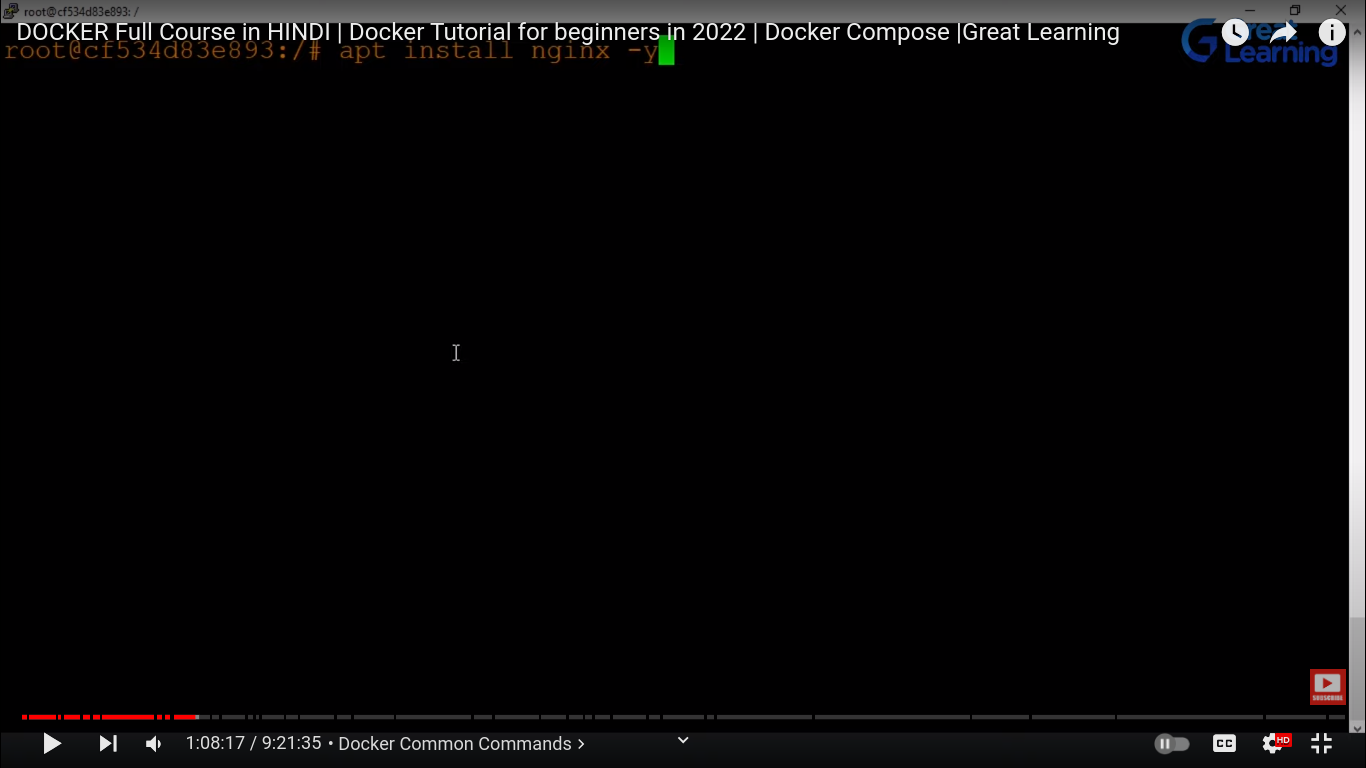 root@cf534d83e893: /
DOCKER Full Course in HINDI | Docker Tutorial for beginners in 2022 | Docker Compose |Great Learning
root@cf534d83e893:/# apt install nginx -y
Great
Learning
SUBSCRIBE
1:08:17 / 9:21:35 • Docker Common Commands
CC
HD